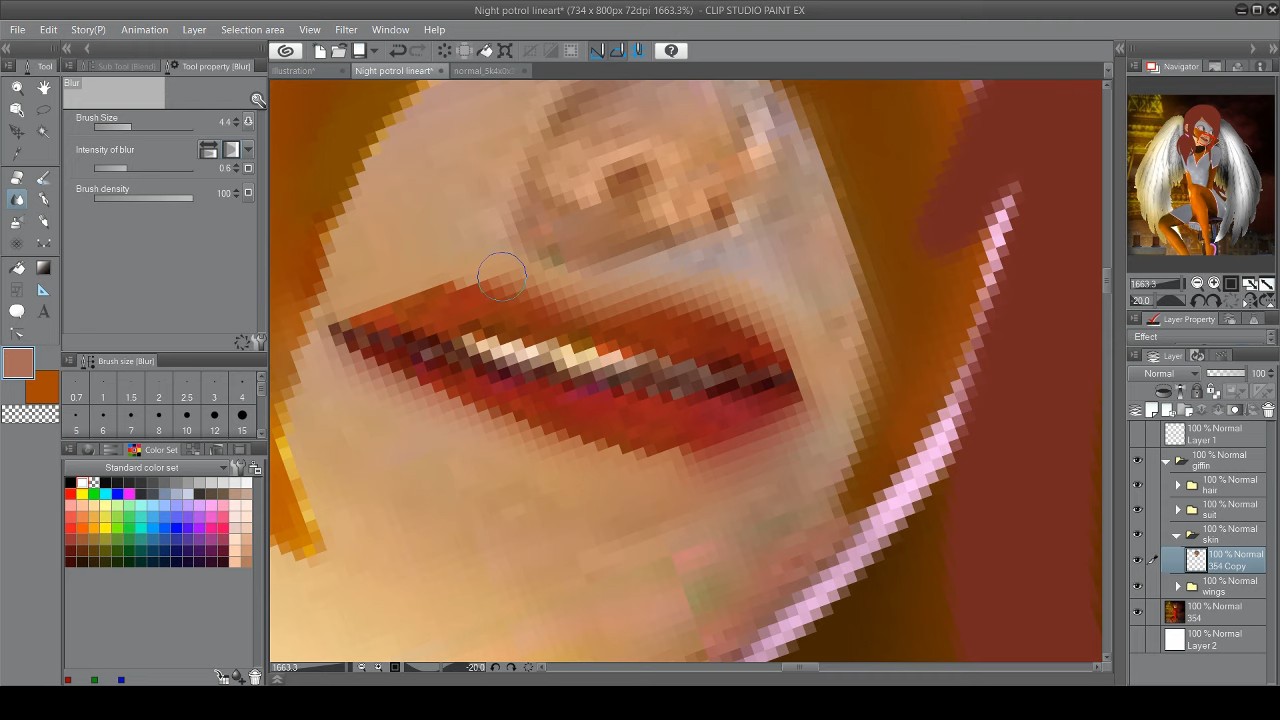 Night potrol lineart* (734 x 800px 72dpi 1663.3%) - CLIP STUDIO PAINT EX
File Edit Story(P) Animation Layer Selection area View Filter Window Help
Tool
Sub Tool [Blend]
Tool property [Blur]
Illustration*
Night potrol lineart*
normal_5k4x0x
Navigator
Blur
Brush Size 4.4
Intensity of blur
0.6
Brush density 100
1663.3
-20.0
Layer Property
Effect
Brush size [Blur]
Layer
Normal 100
0.7 1 1.5 2 2.5 3 4
5 6 7 8 10 12 15
Color Set
Standard color set
100 % Normal
Layer 1
100 % Normal
giffin
100 % Normal
hair
100 % Normal
suit
100 % Normal
skin
100 % Normal
354 Copy
100 % Normal
wings
100 % Normal
354
100 % Normal
Layer 2
1663.3 -20.0